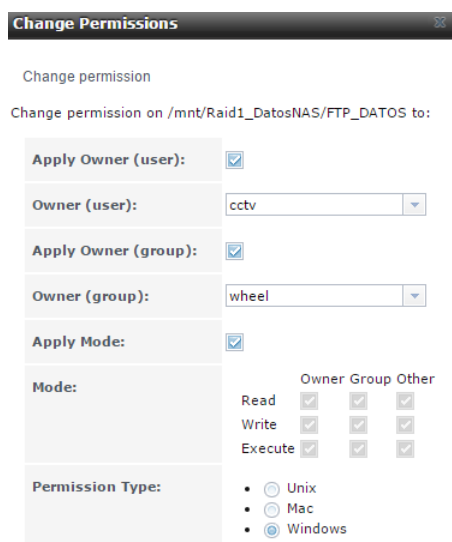 Change Permissions
Change permission
Change permission on /mnt/Raid1_DatosNAS/FTP_DATOS to:
Apply Owner (user):
Owner (user): cctv
Apply Owner (group):
Owner (group): wheel
Apply Mode:
Mode: Owner Group Other
Read
Write
Execute
Permission Type: Unix
Mac
Windows